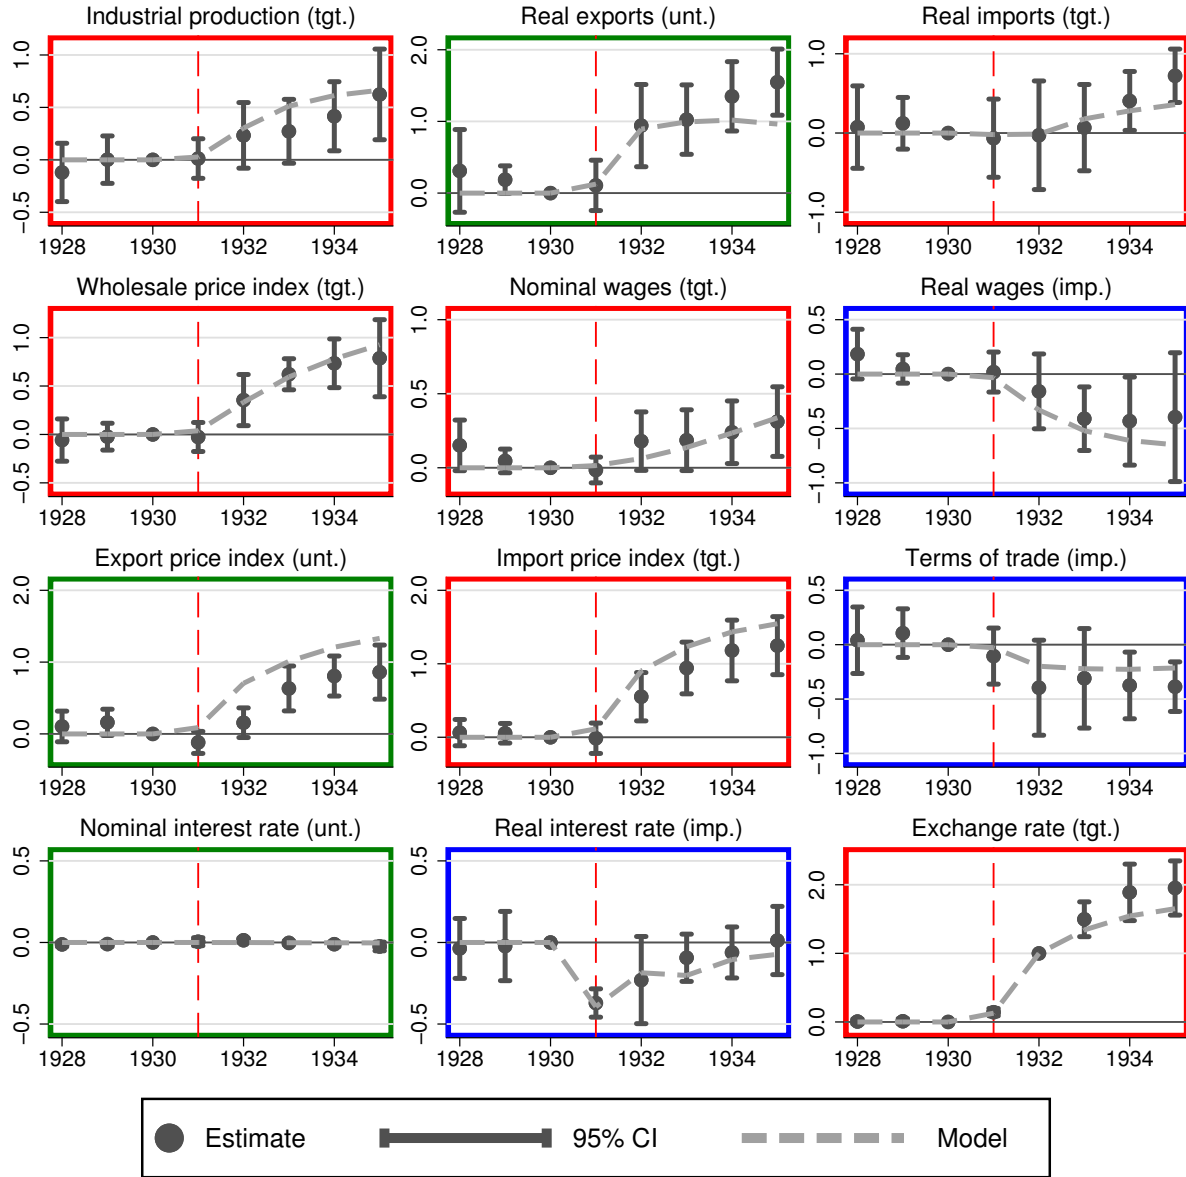 Industrial production (tgt.)
Real exports (unt.)
Real imports (tgt.)
1.0
0.5
0.0
−0.5
1928 1930 1932 1934
2.0
1.0
0.0
1928 1930 1932 1934
1.0
0.0
−1.0
1928 1930 1932 1934
Wholesale price index (tgt.)
Nominal wages (tgt.)
Real wages (imp.)
1.0
0.5
0.0
−0.5
1928 1930 1932 1934
1.0
0.5
0.0
1928 1930 1932 1934
0.5
0.0
−0.5
−1.0
1928 1930 1932 1934
Export price index (unt.)
Import price index (tgt.)
Terms of trade (imp.)
2.0
1.0
0.0
1928 1930 1932 1934
2.0
1.0
0.0
1928 1930 1932 1934
0.5
0.0
−0.5
−1.0
1928 1930 1932 1934
Nominal interest rate (unt.)
Real interest rate (imp.)
Exchange rate (tgt.)
0.5
0.0
−0.5
1928 1930 1932 1934
0.5
0.0
−0.5
1928 1930 1932 1934
2.0
1.0
0.0
1928 1930 1932 1934
Estimate 95% CI Model